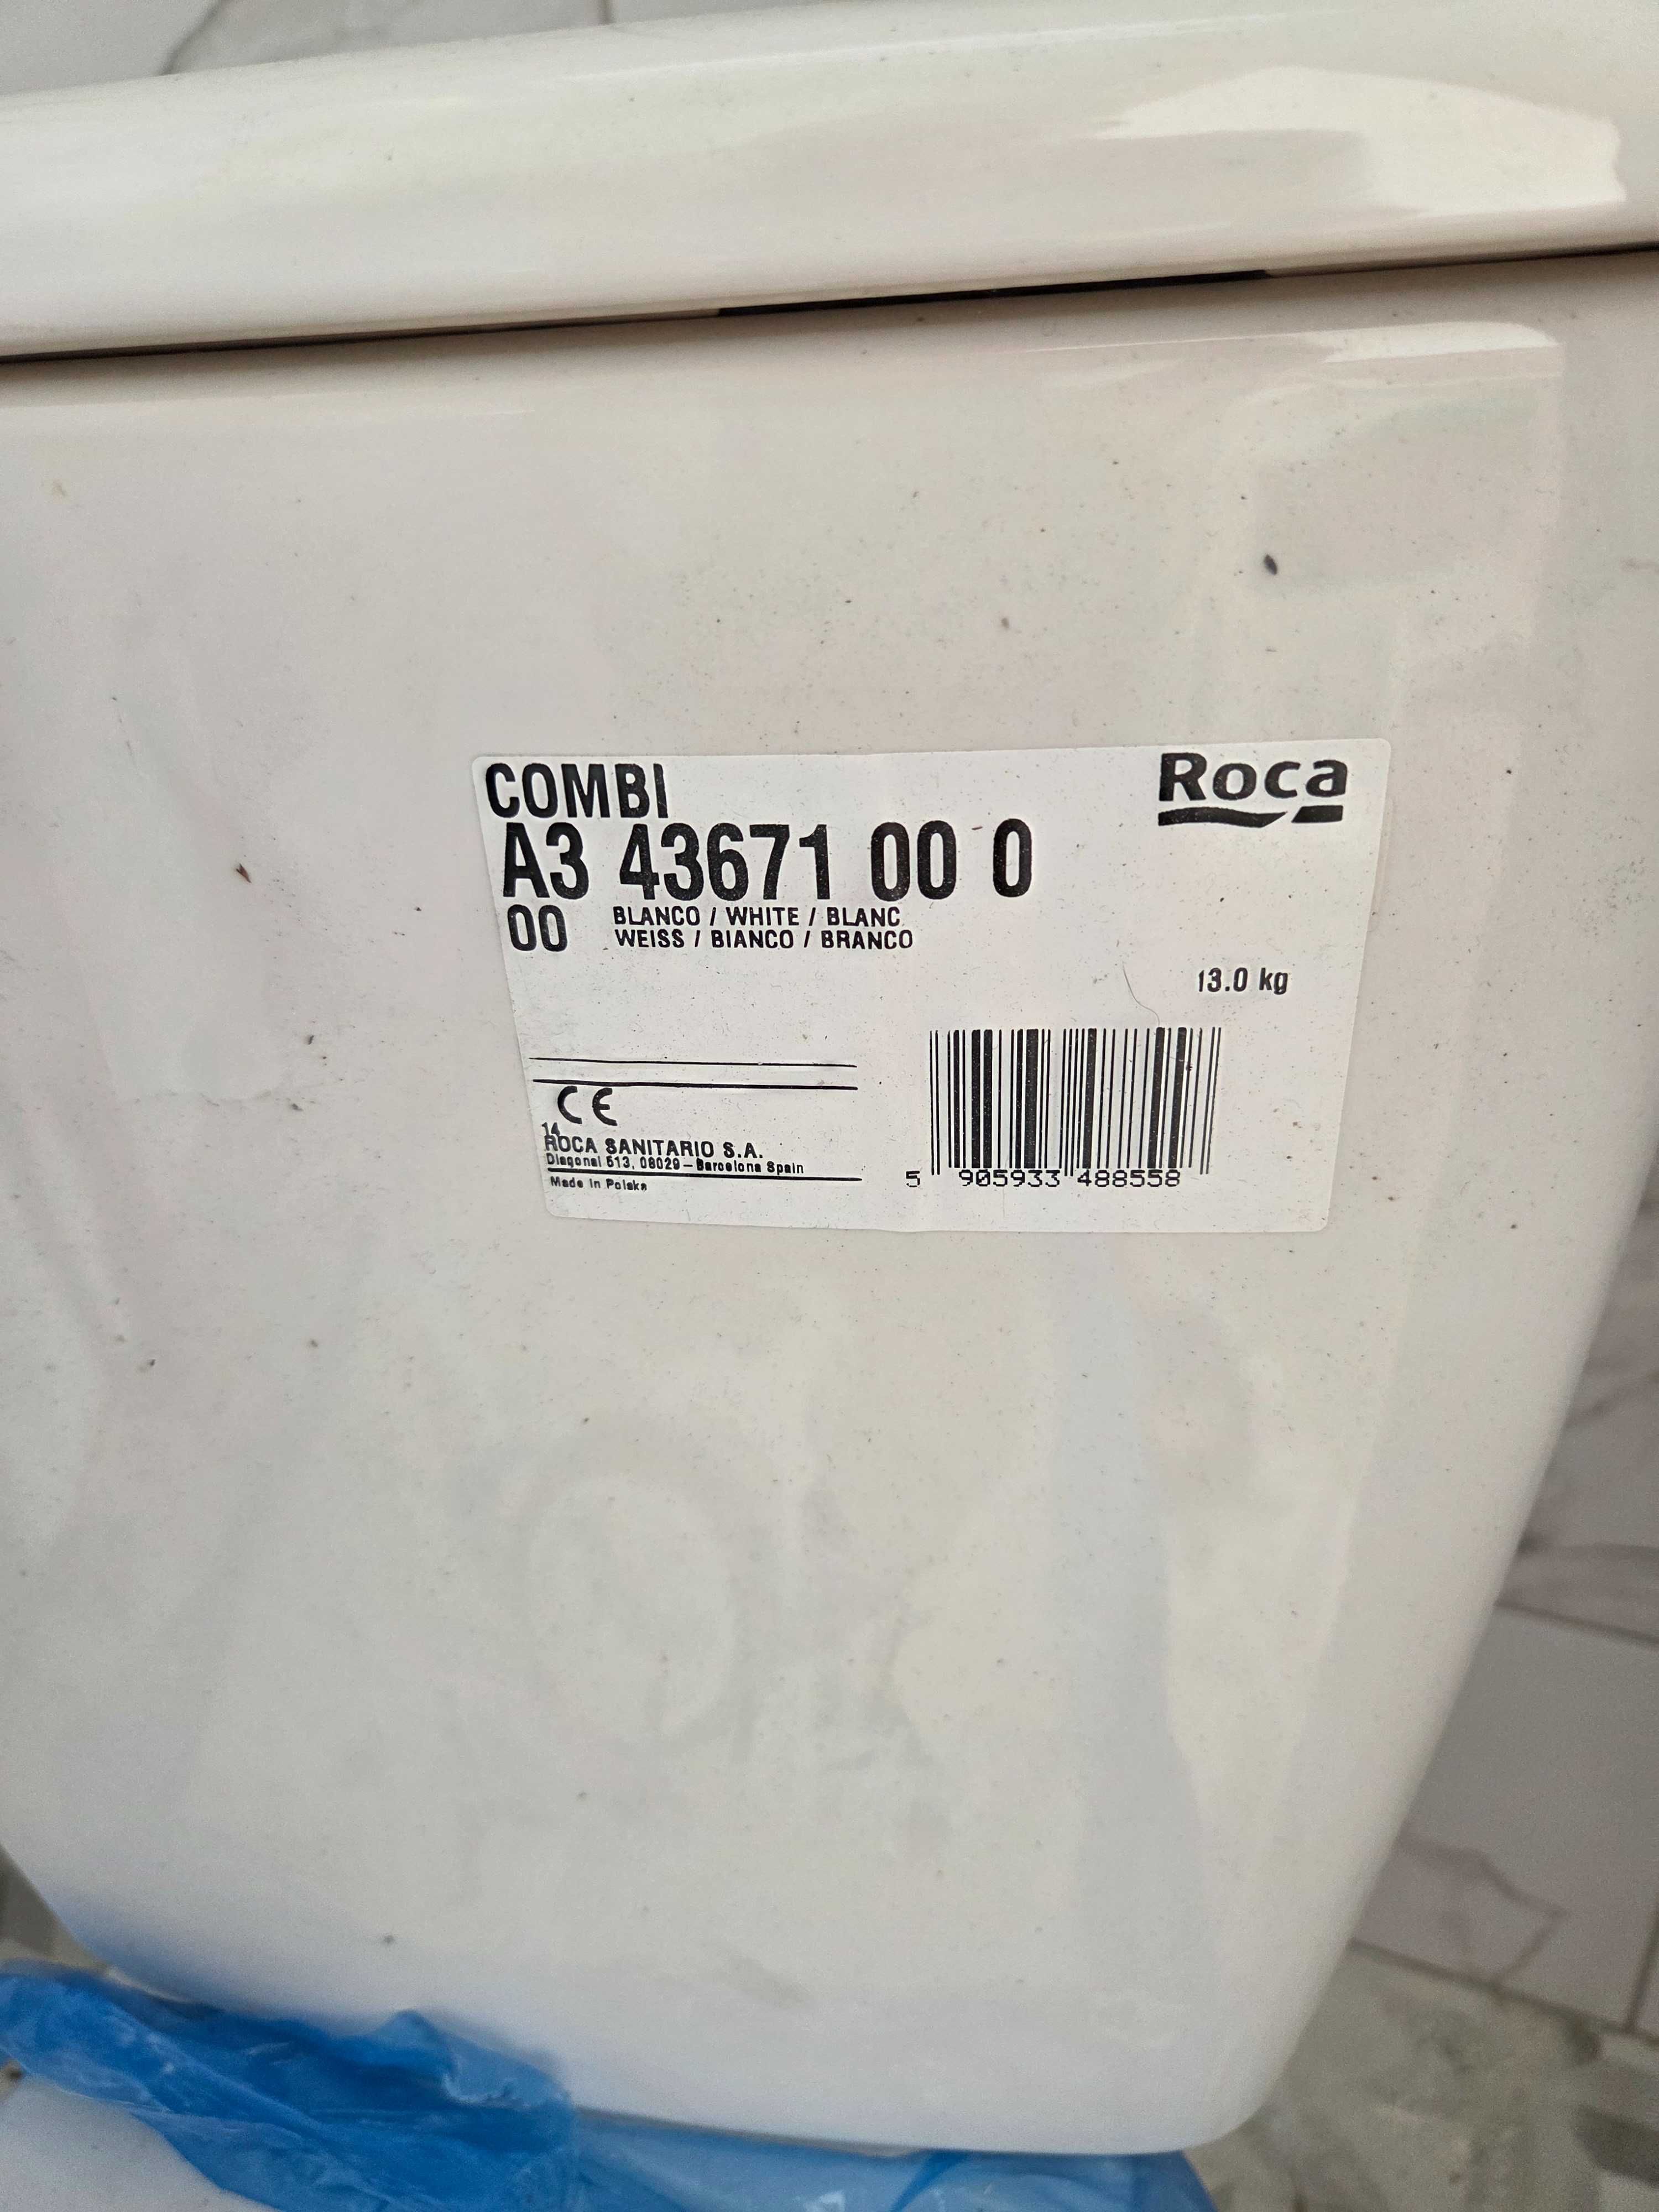 COMBI
Roca
A3 43671 00 0
00 BLANCO / WHITE / BLANC
WEISS / BIANCO / BRANCO
13.0 kg
CE
14
ROCA SANITARIO S.A.
Diagonal 513, 08029 – Barcelona Spain
Made in Polska
5 905933 488558